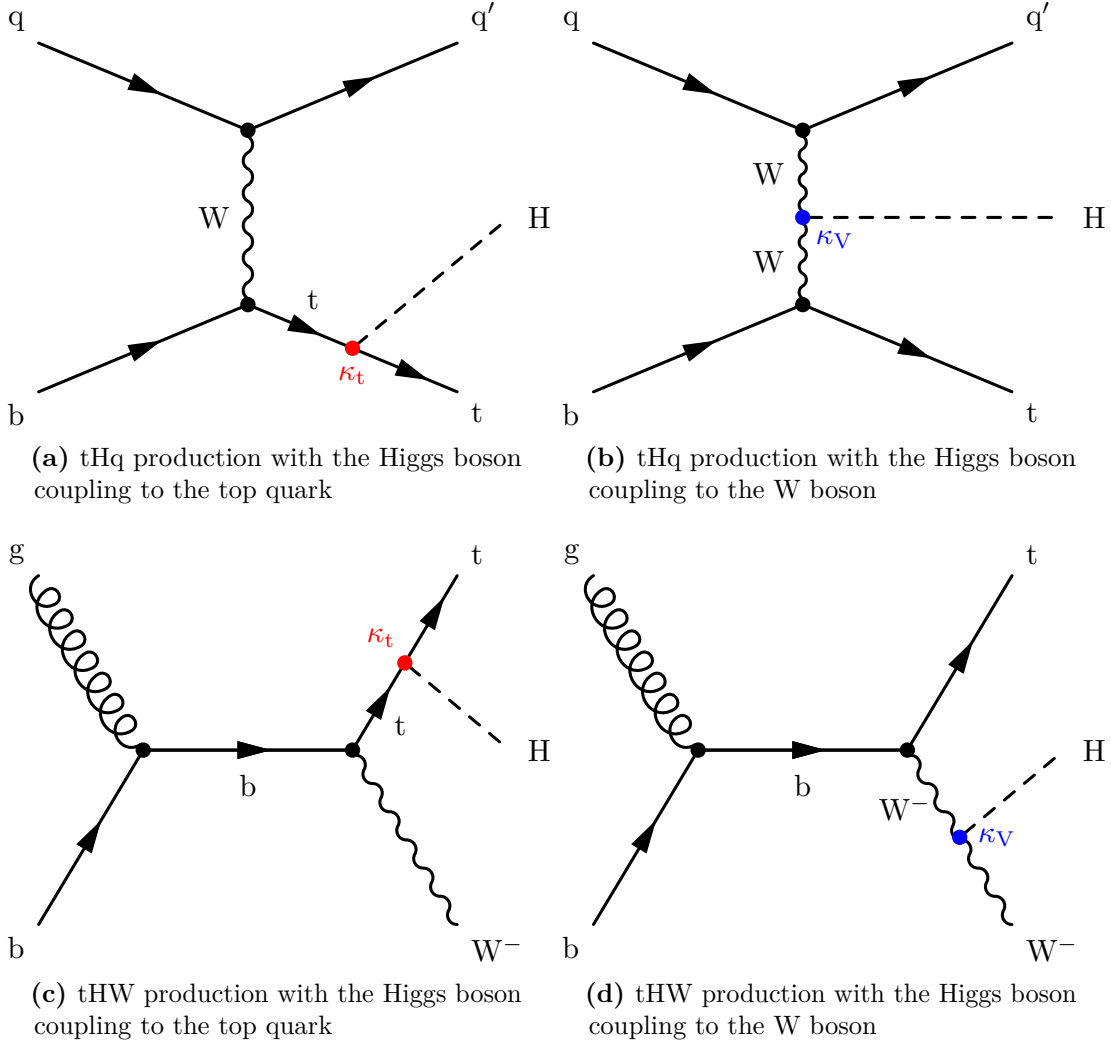 q
q′
W
H
t
κt
b
t
(a) tHq production with the Higgs boson
coupling to the top quark
q
q′
W
H
κV
W
b
t
(b) tHq production with the Higgs boson
coupling to the W boson
g
t
κt
t
H
b
b
W−
(c) tHW production with the Higgs boson
coupling to the top quark
g
t
H
b
W−
κV
b
W−
(d) tHW production with the Higgs boson
coupling to the W boson